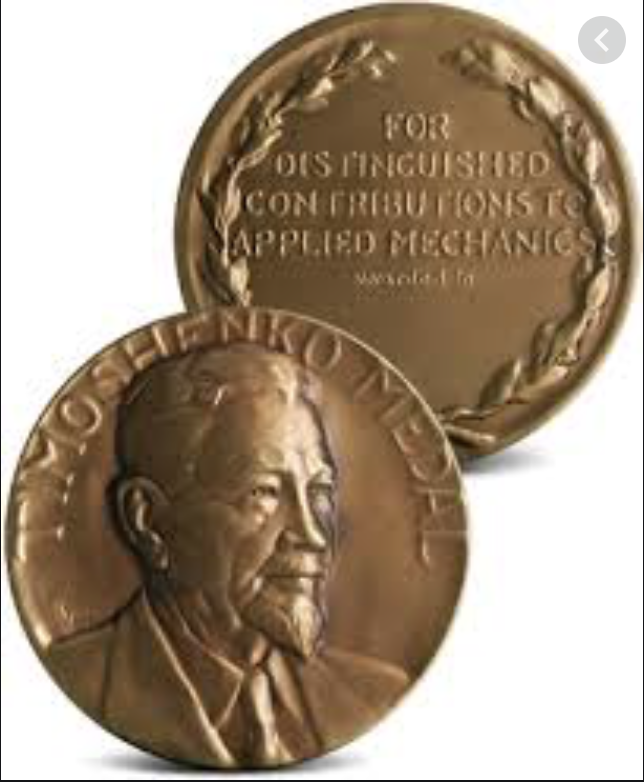 FOR
DISTINGUISHED
CONTRIBUTIONS TO
APPLIED MECHANICS
TIMOSHENKO MEDAL